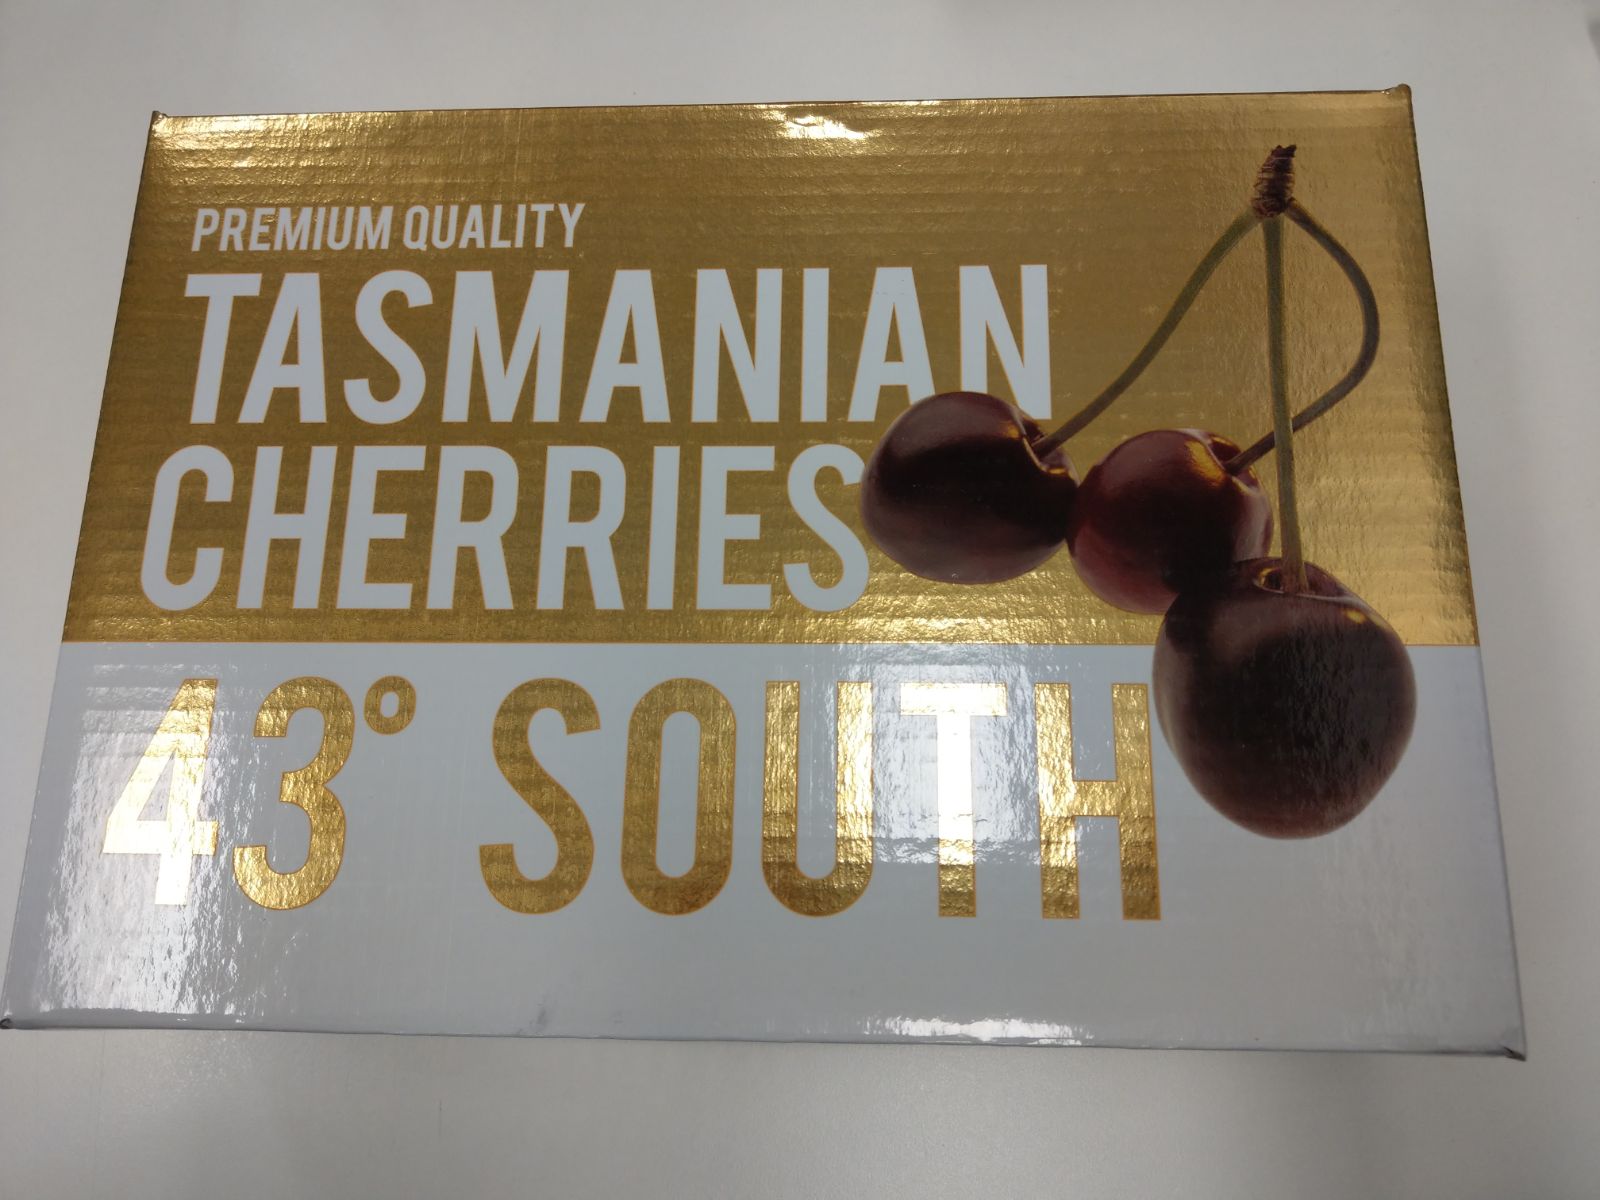 PREMIUM QUALITY
TASMANIAN
CHERRIES
43° SOUTH